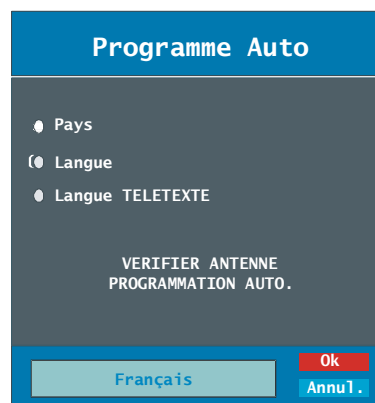 Programme Auto
Pays
Langue
Langue TELETEXTE
VERIFIER ANTENNE
PROGRAMMATION AUTO.
Français
Ok
Annul.